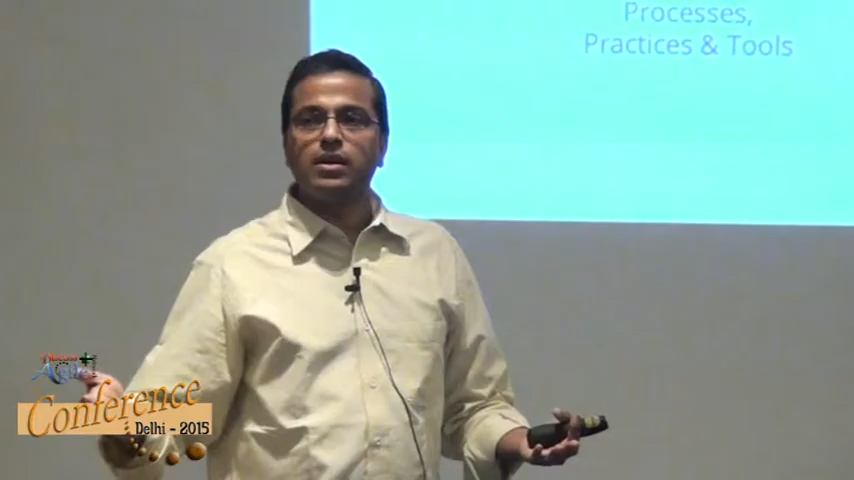 Processes,
Practices & Tools
Conference
Delhi - 2015